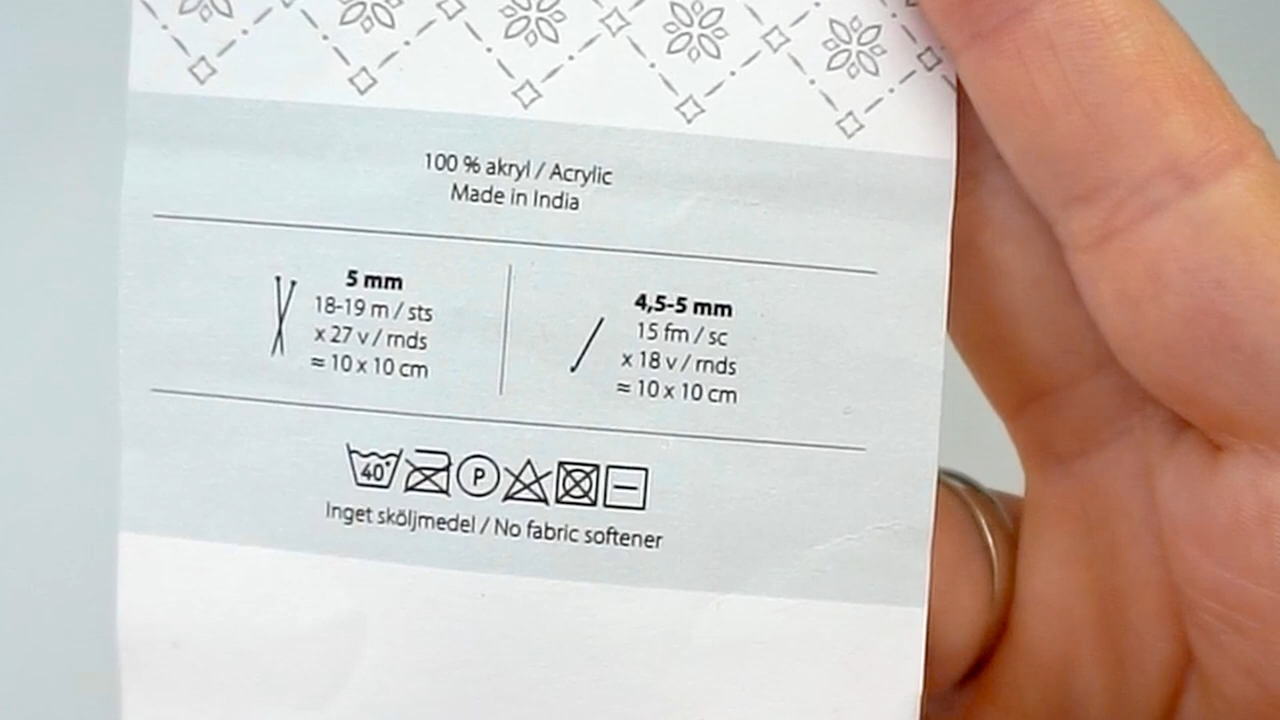 100 % akryl / Acrylic
Made in India
5 mm
18-19 m / sts
x 27 v / rnds
≈ 10 x 10 cm
4,5-5 mm
15 fm / sc
x 18 v / rnds
≈ 10 x 10 cm
40°
P
Inget sköljmedel / No fabric softener